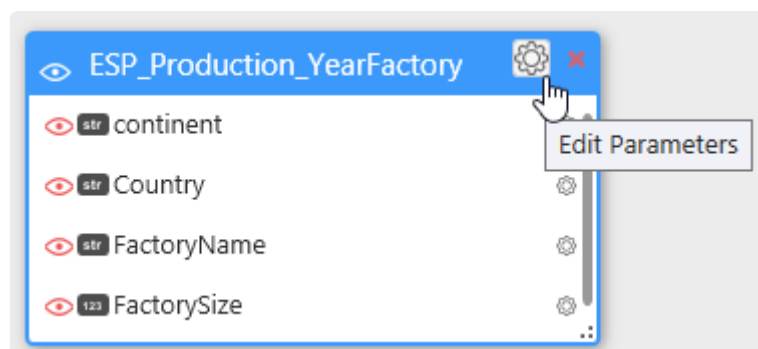 ESP_Production_YearFactory
str continent
Edit Parameters
str Country
str FactoryName
123 FactorySize